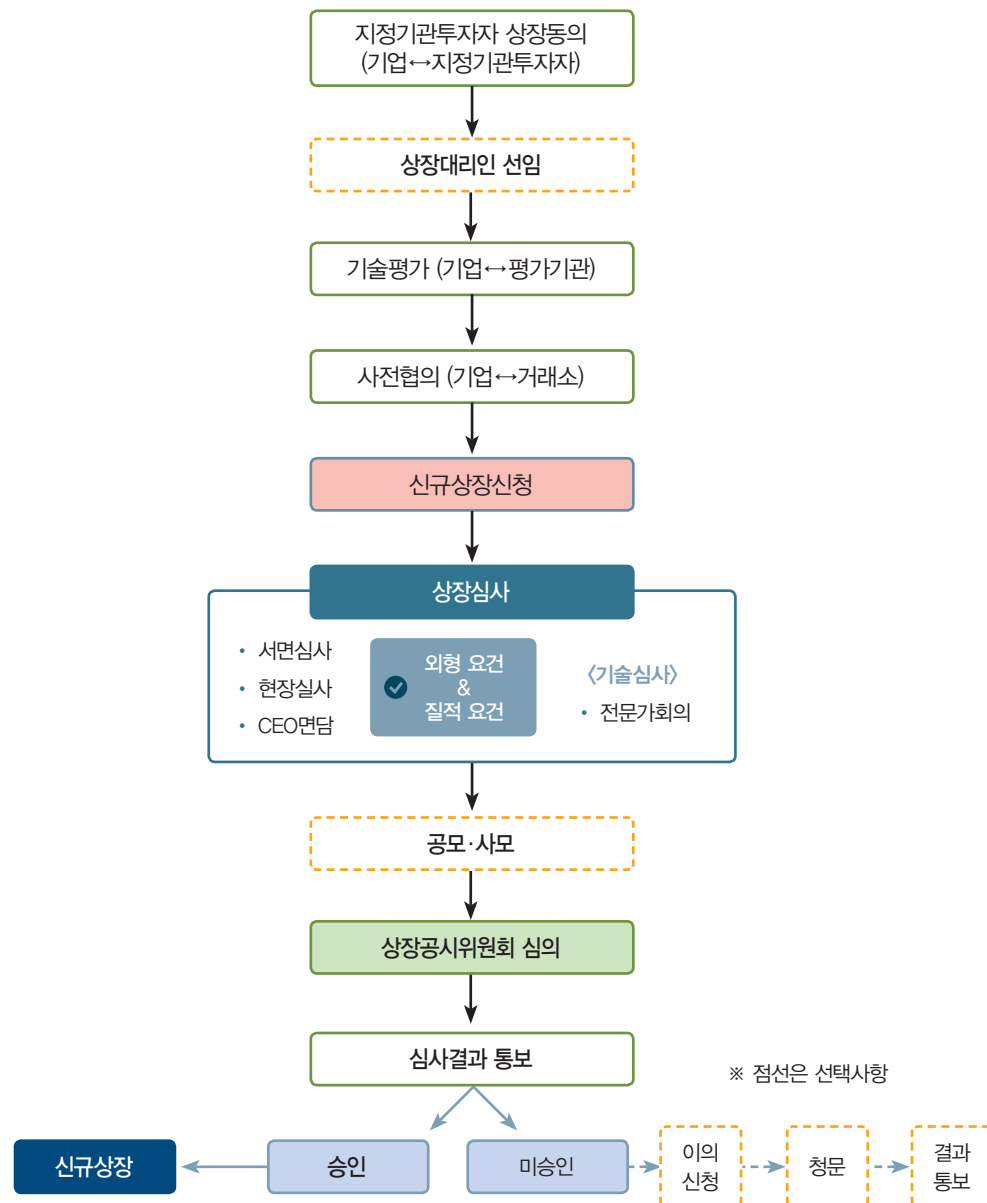 지정기관투자자 상장동의
(기업↔지정기관투자자)
상장대리인 선임
기술평가 (기업↔평가기관)
사전협의 (기업↔거래소)
신규상장신청
상장심사
• 서면심사
• 현장실사
• CEO면담
외형 요건
&
질적 요건
〈기술심사〉
• 전문가회의
공모·사모
상장공시위원회 심의
심사결과 통보
※ 점선은 선택사항
신규상장
승인
미승인
이의
신청
청문
결과
통보